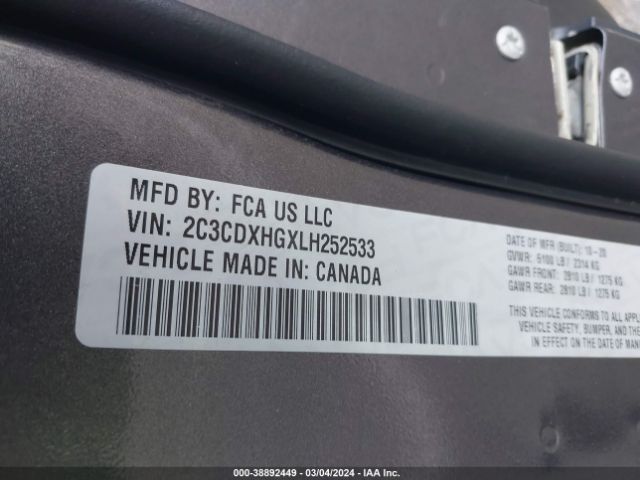 MFD BY: FCA US LLC
VIN: 2C3CDXHGXLH252533
VEHICLE MADE IN: CANADA
DATE OF MFR (BUILT): 10-20
GVWR: 5100 LB / 2314 KG
GAWR FRONT: 2810 LB / 1275 KG
GAWR REAR: 2810 LB / 1275 KG
THIS VEHICLE CONFORMS TO ALL APPL
VEHICLE SAFETY, BUMPER, AND THE
IN EFFECT ON THE DATE OF MAN
000-38892449 - 03/04/2024 - IAA Inc.